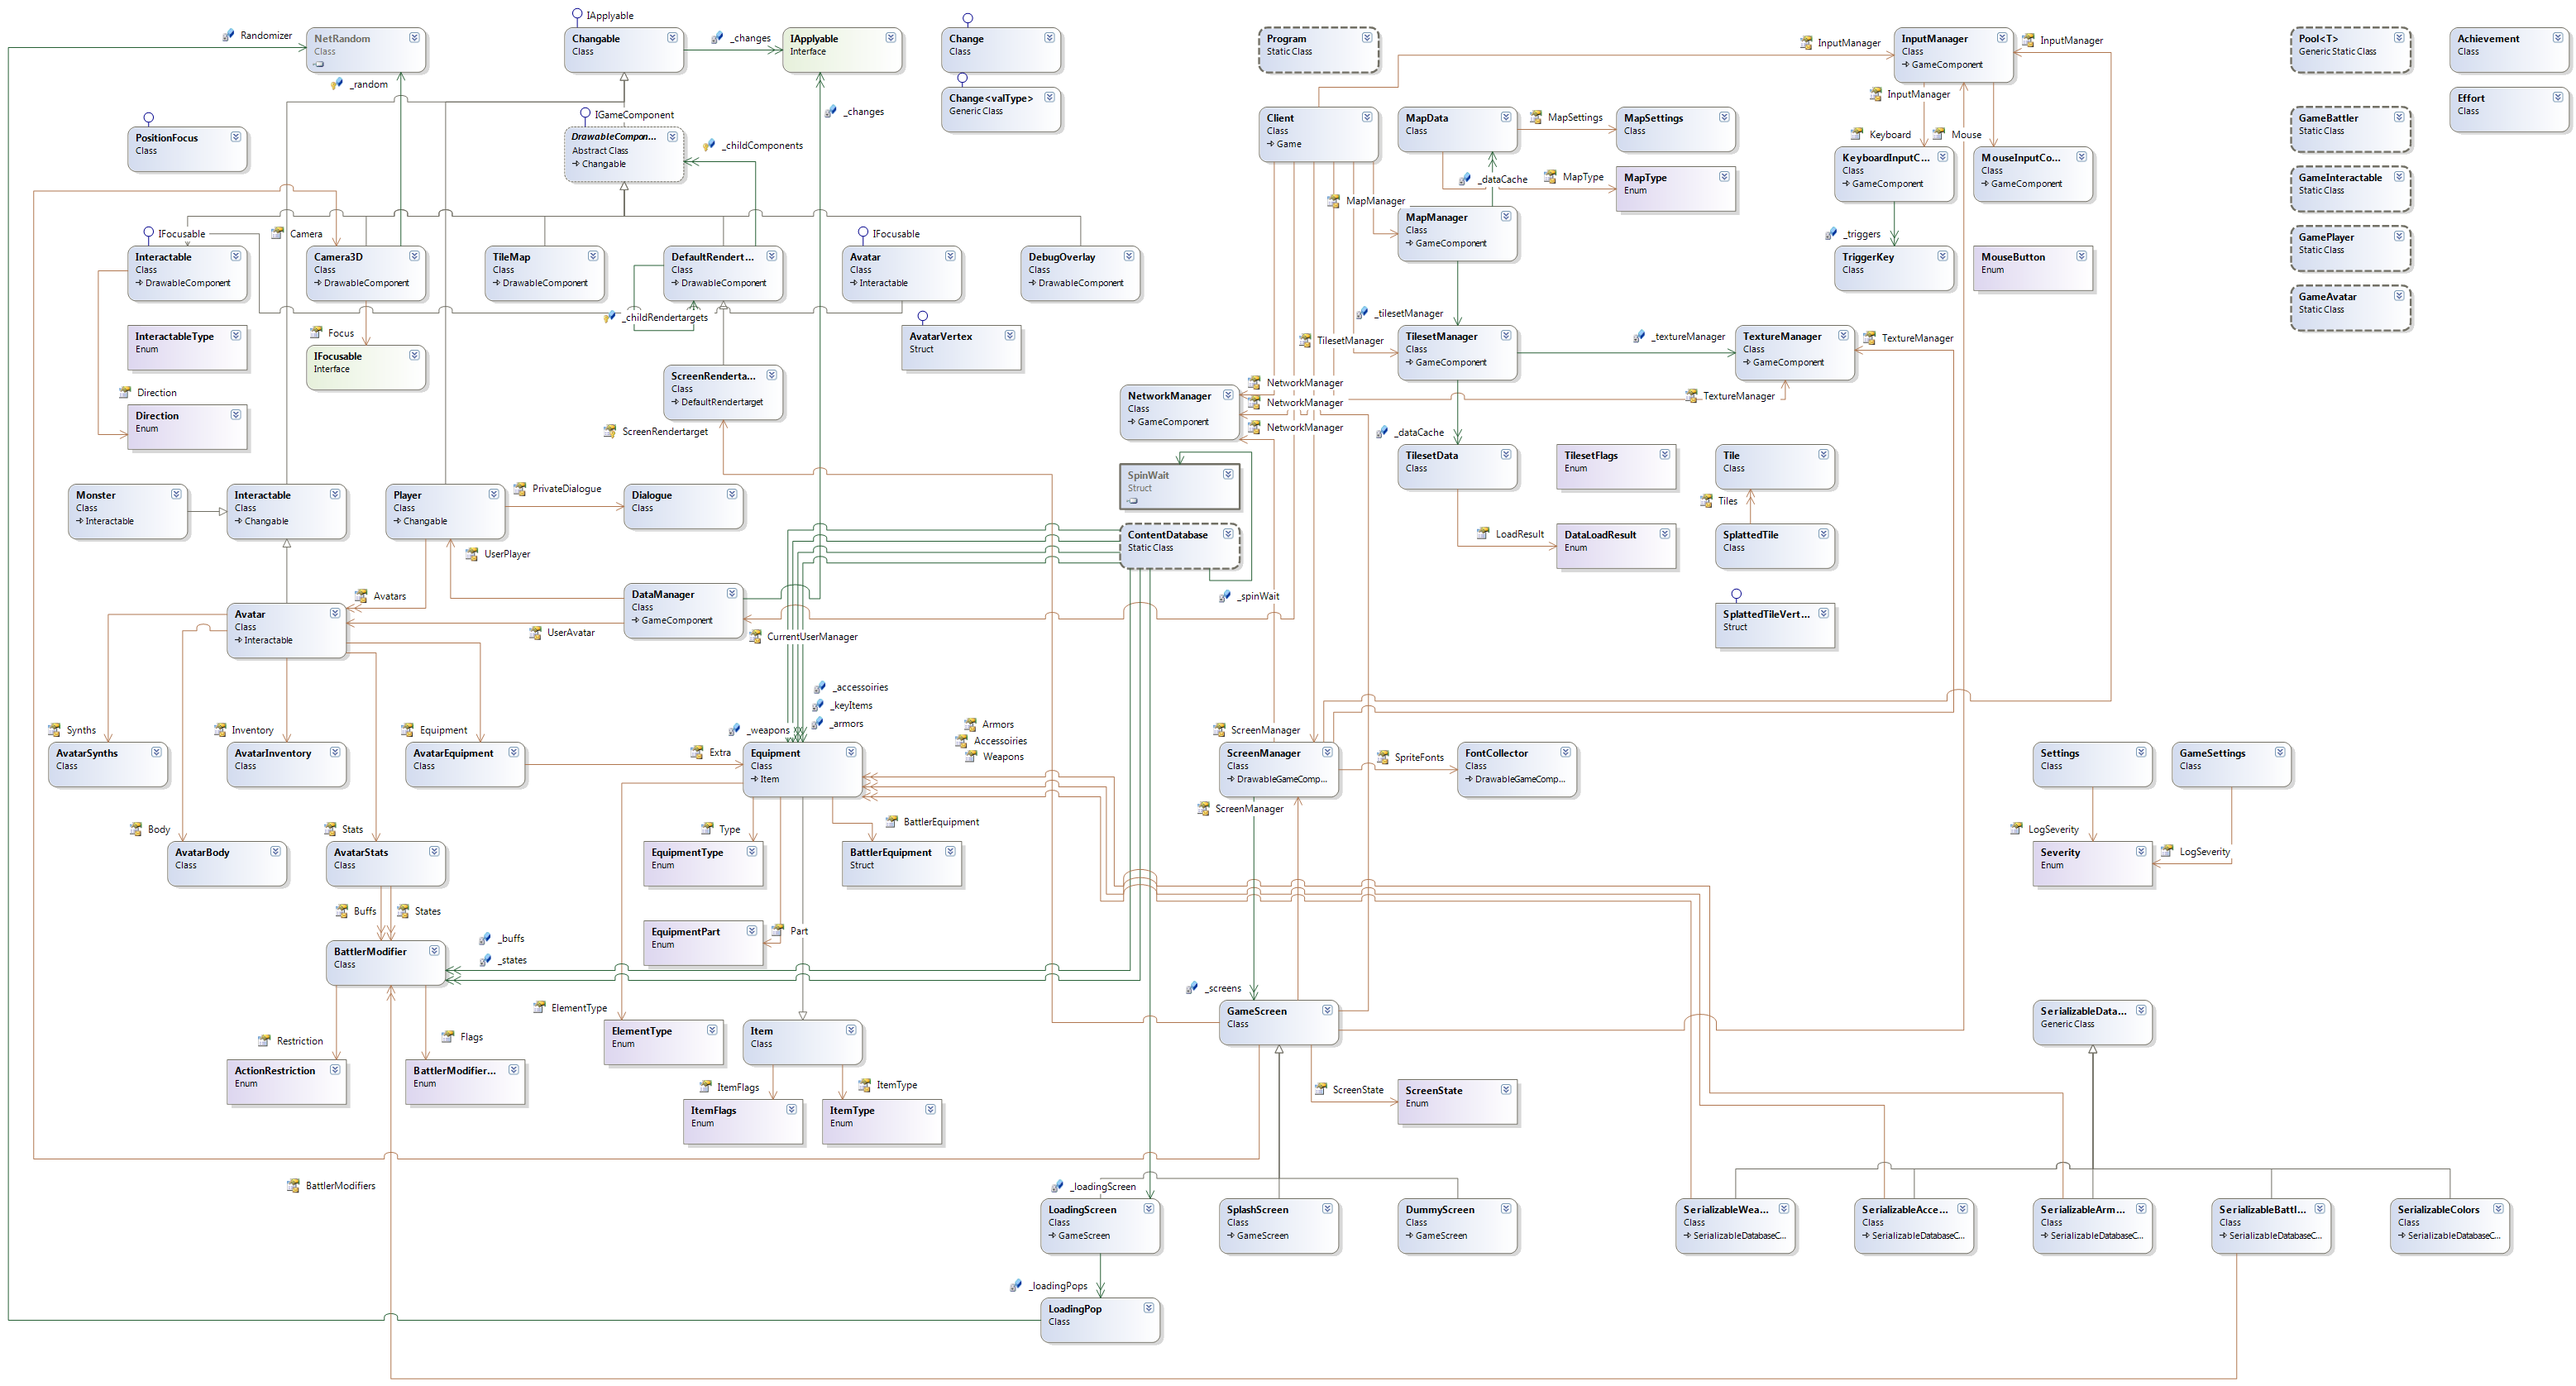 IApplyable
Randomizer
NetRandom
Class
_random
Changable
Class
_changes
IApplyable
Interface
_changes
Change
Class
Change<valType>
Generic Class
Program
Static Class
InputManager
InputManager
Class
GameComponent
InputManager
InputManager
Pool<T>
Generic Static Class
Achievement
Class
Effort
Class
PositionFocus
Class
IGameComponent
DrawableCompon...
Abstract Class
Changable
_childComponents
Client
Class
Game
MapData
Class
MapSettings
MapSettings
Class
_dataCache
MapType
MapType
Enum
Keyboard
Mouse
KeyboardInputC...
Class
GameComponent
MouseInputCo...
Class
GameComponent
GameBattler
Static Class
GameInteractable
Static Class
GamePlayer
Static Class
GameAvatar
Static Class
MapManager
MapManager
Class
GameComponent
_triggers
TriggerKey
Class
MouseButton
Enum
IFocusable
Camera
Interactable
Class
DrawableComponent
Camera3D
Class
DrawableComponent
TileMap
Class
DrawableComponent
DefaultRendert...
Class
DrawableComponent
IFocusable
Avatar
Class
Interactable
DebugOverlay
Class
DrawableComponent
_childRendertargets
InteractableType
Enum
Focus
IFocusable
Interface
AvatarVertex
Struct
_tilesetManager
TilesetManager
TilesetManager
Class
GameComponent
_textureManager
TextureManager
Class
GameComponent
TextureManager
TextureManager
Direction
Direction
Enum
ScreenRenderta...
Class
DefaultRendertarget
ScreenRendertarget
NetworkManager
Class
GameComponent
NetworkManager
NetworkManager
NetworkManager
_dataCache
TilesetData
Class
TilesetFlags
Enum
Tile
Class
Tiles
SpinWait
Struct
Monster
Class
Interactable
Interactable
Class
Changable
Player
Class
Changable
PrivateDialogue
Dialogue
Class
UserPlayer
ContentDatabase
Static Class
_spinWait
LoadResult
DataLoadResult
Enum
SplattedTile
Class
SplattedTileVert...
Struct
Avatars
Avatar
Class
Interactable
DataManager
Class
GameComponent
UserAvatar
CurrentUserManager
_accessoiries
_keyItems
_armors
_weapons
Armors
Accessoiries
Weapons
Synths
AvatarSynths
Class
Inventory
AvatarInventory
Class
Equipment
AvatarEquipment
Class
Extra
Equipment
Class
Item
ScreenManager
ScreenManager
Class
DrawableGameComp...
ScreenManager
SpriteFonts
FontCollector
Class
DrawableGameComp...
Settings
Class
GameSettings
Class
Body
AvatarBody
Class
Stats
AvatarStats
Class
Type
EquipmentType
Enum
BattlerEquipment
BattlerEquipment
Struct
LogSeverity
Severity
Enum
LogSeverity
Buffs
States
EquipmentPart
Enum
Part
BattlerModifier
Class
_buffs
_states
_screens
GameScreen
Class
SerializableData...
Generic Class
Restriction
ActionRestriction
Enum
Flags
BattlerModifier...
Enum
ElementType
ElementType
Enum
Item
Class
ItemFlags
ItemFlags
Enum
ItemType
ItemType
Enum
ScreenState
ScreenState
Enum
BattlerModifiers
_loadingScreen
LoadingScreen
Class
GameScreen
SplashScreen
Class
GameScreen
DummyScreen
Class
GameScreen
SerializableWea...
Class
SerializableDatabaseC...
SerializableAcce...
Class
SerializableDatabaseC...
SerializableArm...
Class
SerializableDatabaseC...
SerializableBattl...
Class
SerializableDatabaseC...
SerializableColors
Class
SerializableDatabaseC...
_loadingPops
LoadingPop
Class